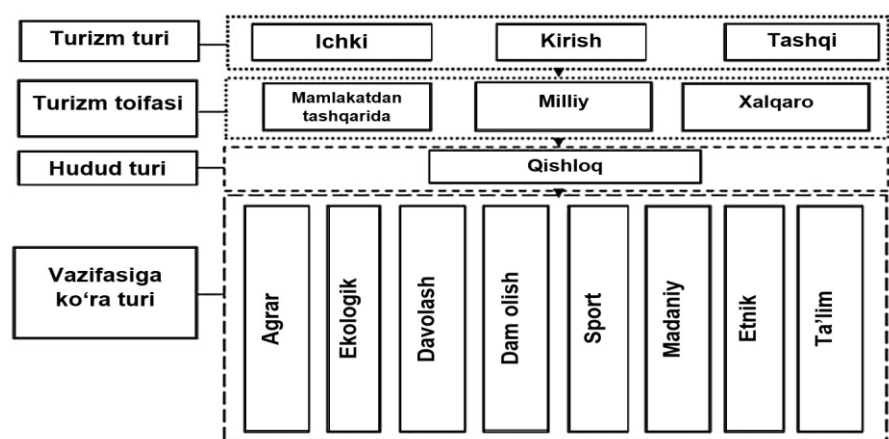 Turizm turi
Ichki
Kirish
Tashqi
Turizm toifasi
Mamlakatdan
tashqarida
Milliy
Xalqaro
Hudud turi
Qishloq
Vazifasiga
ko‘ra turi
Agrar
Ekologik
Davolash
Dam olish
Sport
Madaniy
Etnik
Ta’lim